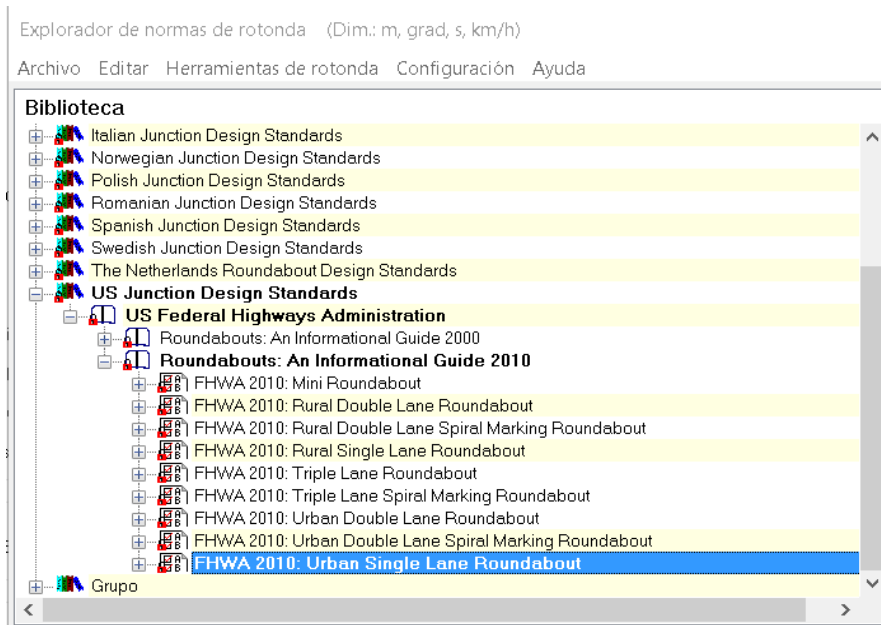 Explorador de normas de rotonda (Dim.: m, grad, s, km/h)
Archivo Editar Herramientas de rotonda Configuración Ayuda
Biblioteca
Italian Junction Design Standards
Norwegian Junction Design Standards
Polish Junction Design Standards
Romanian Junction Design Standards
Spanish Junction Design Standards
Swedish Junction Design Standards
The Netherlands Roundabout Design Standards
US Junction Design Standards
US Federal Highways Administration
Roundabouts: An Informational Guide 2000
Roundabouts: An Informational Guide 2010
FHWA 2010: Mini Roundabout
FHWA 2010: Rural Double Lane Roundabout
FHWA 2010: Rural Double Lane Spiral Marking Roundabout
FHWA 2010: Rural Single Lane Roundabout
FHWA 2010: Triple Lane Roundabout
FHWA 2010: Triple Lane Spiral Marking Roundabout
FHWA 2010: Urban Double Lane Roundabout
FHWA 2010: Urban Double Lane Spiral Marking Roundabout
FHWA 2010: Urban Single Lane Roundabout
Grupo